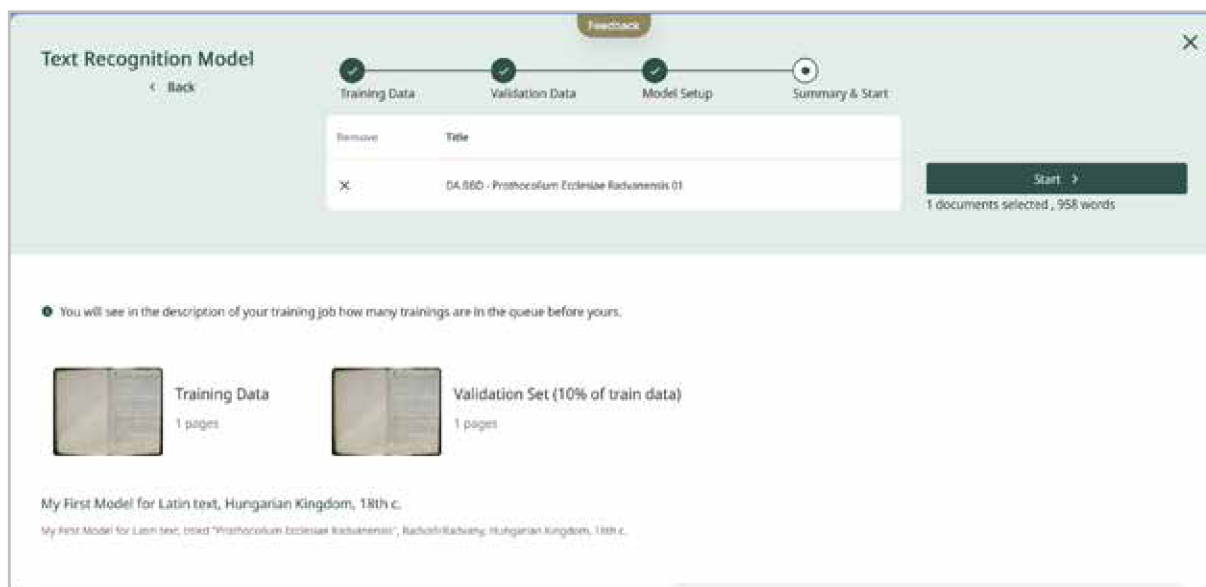 Feedback
Text Recognition Model
‹ Back
Training Data
Validation Data
Model Setup
Summary & Start
Remove Title
DA BBD - Prothocollum Ecclesiae Radvanensis 01
Start ›
1 documents selected , 958 words
You will see in the description of your training job how many trainings are in the queue before yours.
Training Data
1 pages
Validation Set (10% of train data)
1 pages
My First Model for Latin text, Hungarian Kingdom, 18th c.
My First Model for Latin text, titled "Prothocollum Ecclesiae Radvanensis", Hungarian Kingdom, 18th c.